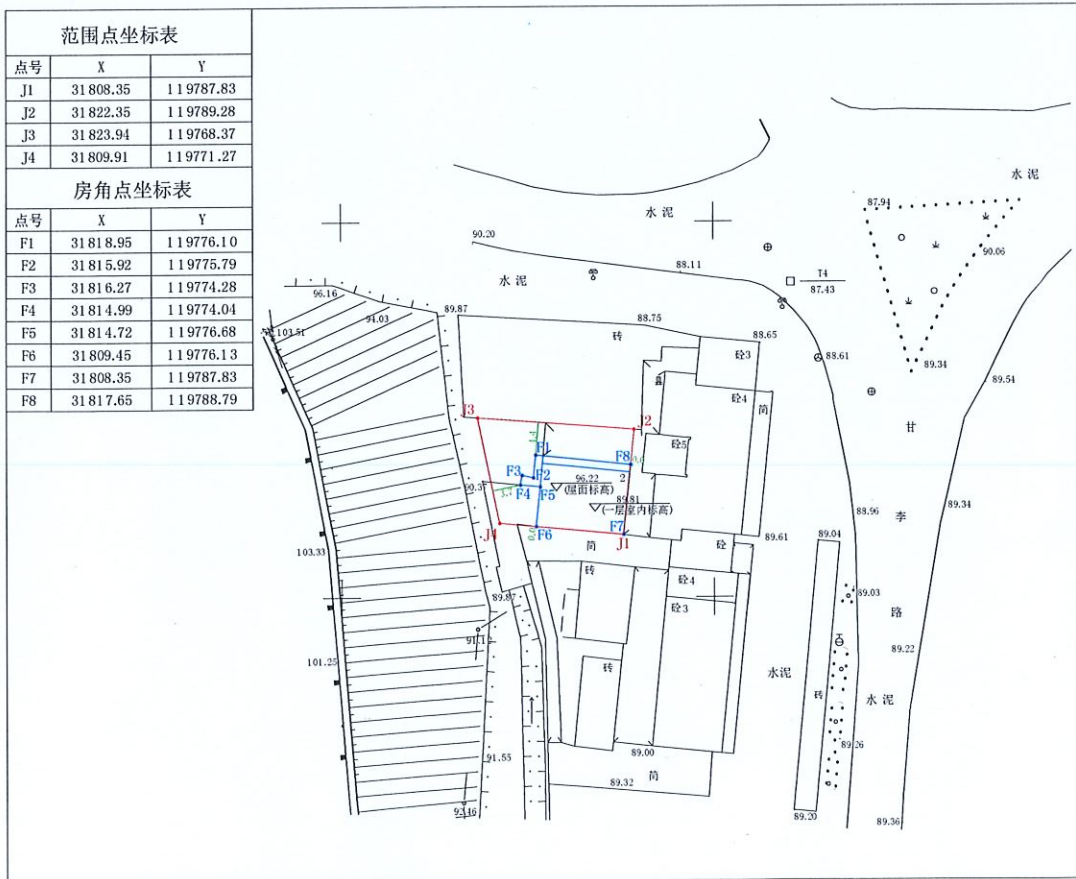 范围点坐标表
点号 X Y
J1 31808.35 119787.83
J2 31822.35 119789.28
J3 31823.94 119768.37
J4 31809.91 119771.27
房角点坐标表
点号 X Y
F1 31818.95 119776.10
F2 31815.92 119775.79
F3 31816.27 119774.28
F4 31814.99 119774.04
F5 31814.72 119776.68
F6 31809.45 119776.13
F7 31808.35 119787.83
F8 31817.65 119788.79
水泥
87.94
水泥
90.20
90.06
88.11
T4
87.43
水泥
96.16
94.03
89.87
88.75
88.65
103.51
砖
砼3
88.61
89.34
89.54
砼4
简
J3
J2
砼5
甘
F1
F8
F3
F2
2
96.22
(屋面标高)
F4
F5
89.81
(一层室内标高)
89.34
88.96
李
J4
F6
F7
J1
89.61
89.04
103.33
简
砼
砖
砼4
89.87
砼3
89.03
路
91.12
89.22
101.25
砖
水泥
砖
水泥
91.55
89.00
89.26
简
89.32
92.46
89.20
89.36